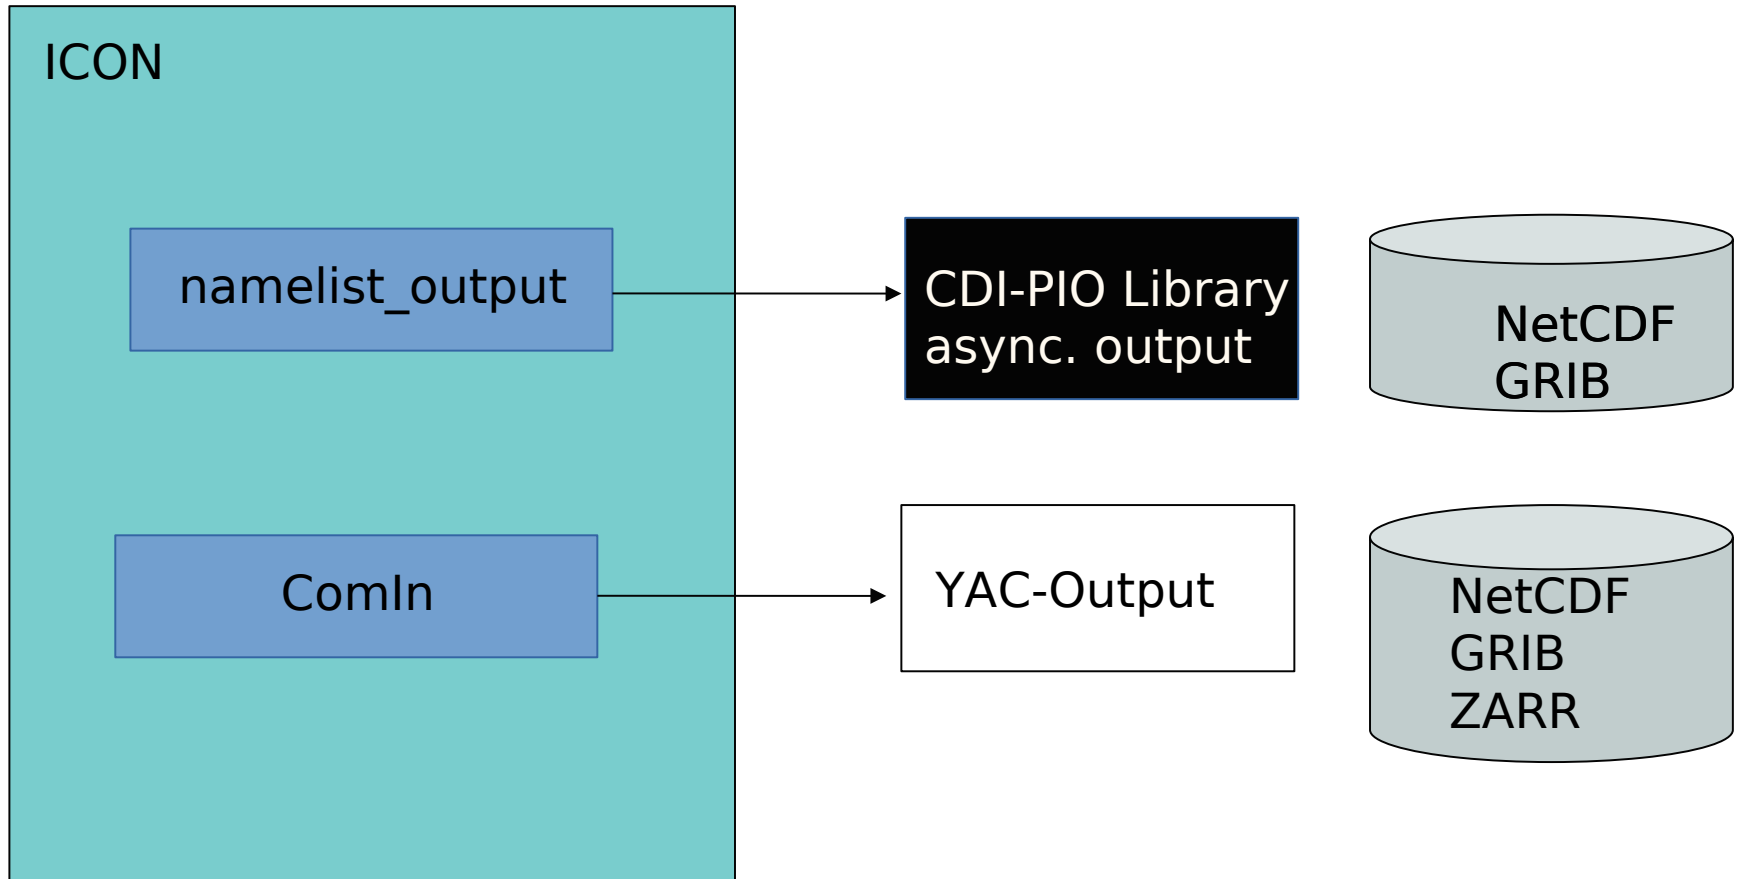 ICON
namelist_output
CDI-PIO Library
async. output
NetCDF
GRIB
ComIn
YAC-Output
NetCDF
GRIB
ZARR